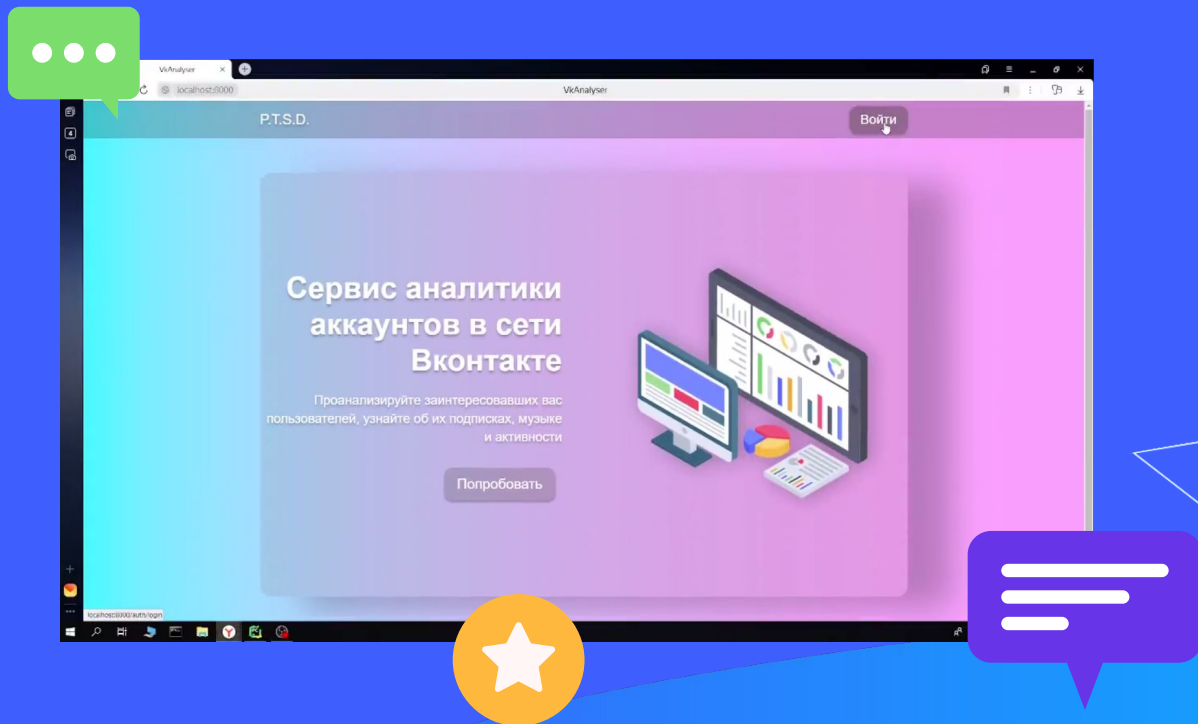 VkAnalyser
localhost:8000
VkAnalyser
P.T.S.D.
Войти
Сервис аналитики
аккаунтов в сети
Вконтакте
Проанализируйте заинтересовавших вас
пользователей, узнайте об их подписках, музыке
и активности
Попробовать
localhost:8000/auth/login